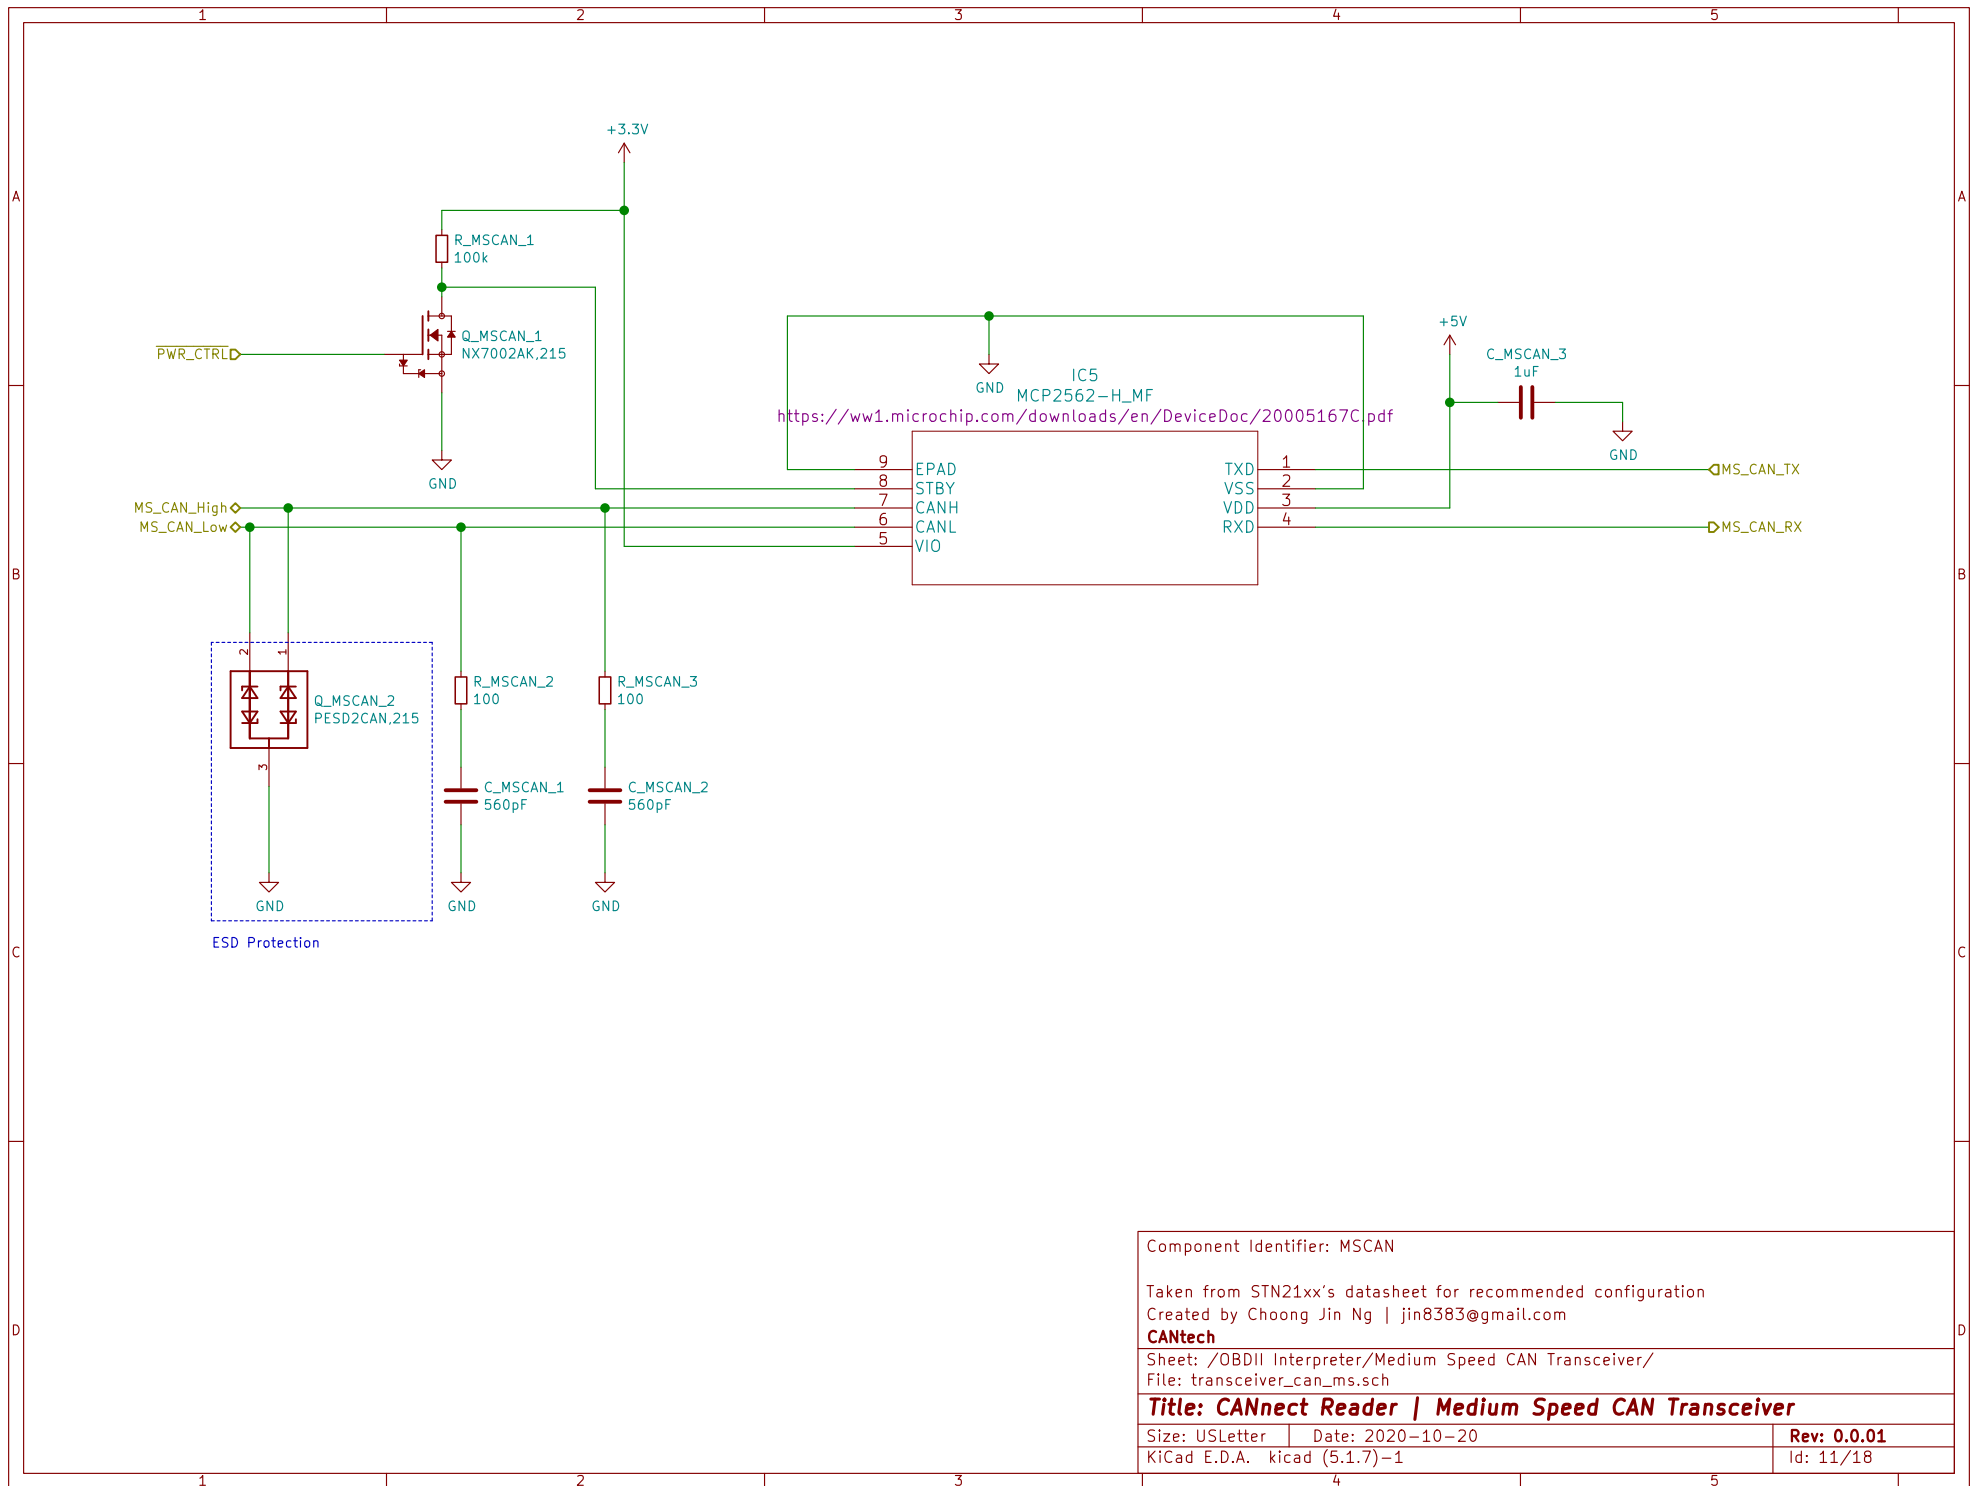 1 2 3 4 5
+3.3V
A A
R_MSCAN_1
100k
+5V
Q_MSCAN_1
NX7002AK,215
PWR_CTRL
C_MSCAN_3
1uF
GND
IC5
MCP2562-H_MF
https://ww1.microchip.com/downloads/en/DeviceDoc/20005167C.pdf
GND
GND
9 EPAD TXD 1 MS_CAN_TX
8 STBY VSS 2
MS_CAN_High 7 CANH VDD 3
MS_CAN_Low 6 CANL RXD 4 MS_CAN_RX
5 VIO
B B
2 1
R_MSCAN_2
100
R_MSCAN_3
100
Q_MSCAN_2
PESD2CAN,215
3
C_MSCAN_1
560pF
C_MSCAN_2
560pF
GND GND GND
ESD Protection
C C
Component Identifier: MSCAN
Taken from STN21xx's datasheet for recommended configuration
Created by Choong Jin Ng | jin8383@gmail.com
D D
CANtech
Sheet: /OBDII Interpreter/Medium Speed CAN Transceiver/
File: transceiver_can_ms.sch
Title: CANnect Reader | Medium Speed CAN Transceiver
Size: USLetter Date: 2020-10-20 Rev: 0.0.01
KiCad E.D.A. kicad (5.1.7)-1 Id: 11/18
1 2 3 4 5